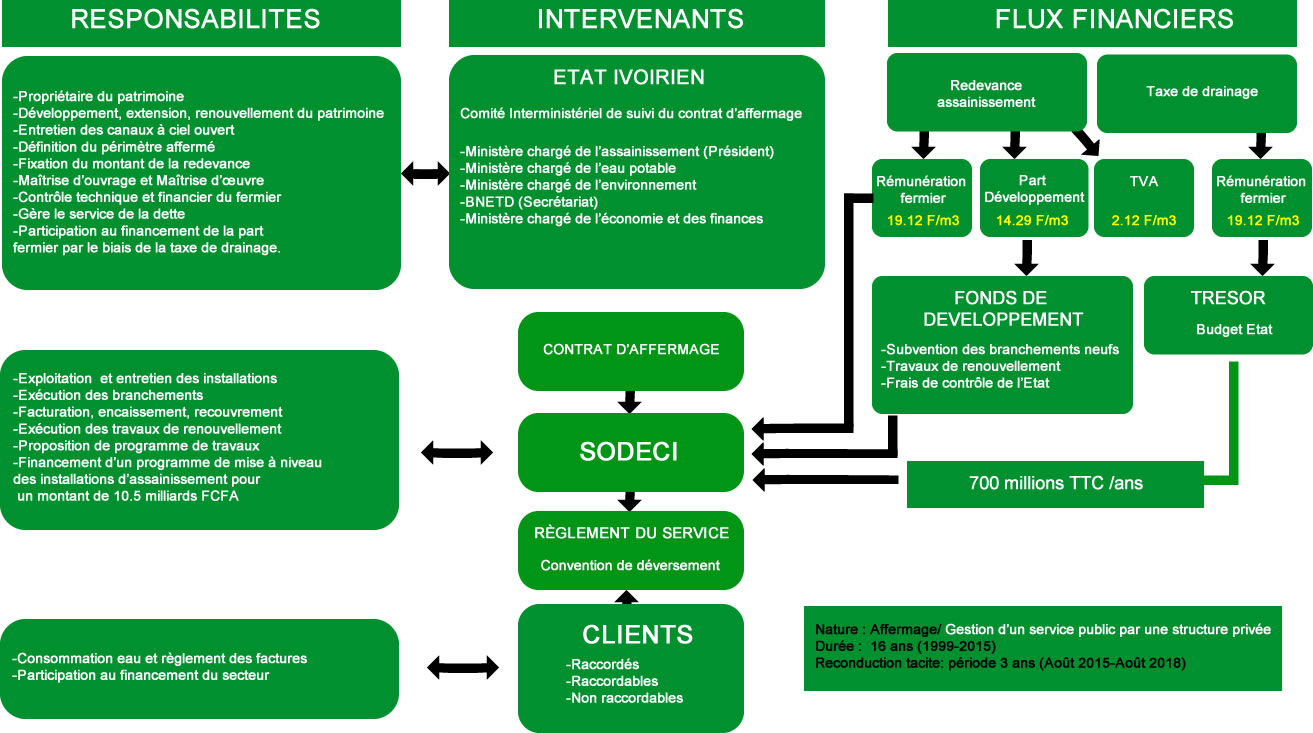 RESPONSABILITES
-Propriétaire du patrimoine
-Développement, extension, renouvellement du patrimoine
-Entretien des canaux à ciel ouvert
-Définition du périmètre affermé
-Fixation du montant de la redevance
-Maîtrise d'ouvrage et Maîtrise d'œuvre
-Contrôle technique et financier du fermier
-Gère le service de la dette
-Participation au financement de la part
fermier par le biais de la taxe de drainage.
-Exploitation et entretien des installations
-Exécution des branchements
-Facturation, encaissement, recouvrement
-Exécution des travaux de renouvellement
-Proposition de programme de travaux
-Financement d'un programme de mise à niveau
des installations d'assainissement pour
un montant de 10.5 milliards FCFA
-Consommation eau et règlement des factures
-Participation au financement du secteur
INTERVENANTS
ETAT IVOIRIEN
Comité Interministériel de suivi du contrat d'affermage
-Ministère chargé de l'assainissement (Président)
-Ministère chargé de l'eau potable
-Ministère chargé de l'environnement
-BNETD (Secrétariat)
-Ministère chargé de l'économie et des finances
CONTRAT D'AFFERMAGE
SODECI
RÈGLEMENT DU SERVICE
Convention de déversement
CLIENTS
-Raccordés
-Raccordables
-Non raccordables
FLUX FINANCIERS
Redevance
assainissement
Taxe de drainage
Rémunération
fermier
19.12 F/m3
Part
Développement
14.29 F/m3
TVA
2.12 F/m3
Rémunération
fermier
19.12 F/m3
FONDS DE
DEVELOPPEMENT
-Subvention des branchements neufs
-Travaux de renouvellement
-Frais de contrôle de l'Etat
TRESOR
Budget Etat
700 millions TTC /ans
Nature : Affermage/ Gestion d'un service public par une structure privée
Durée : 16 ans (1999-2015)
Reconduction tacite: période 3 ans (Août 2015-Août 2018)